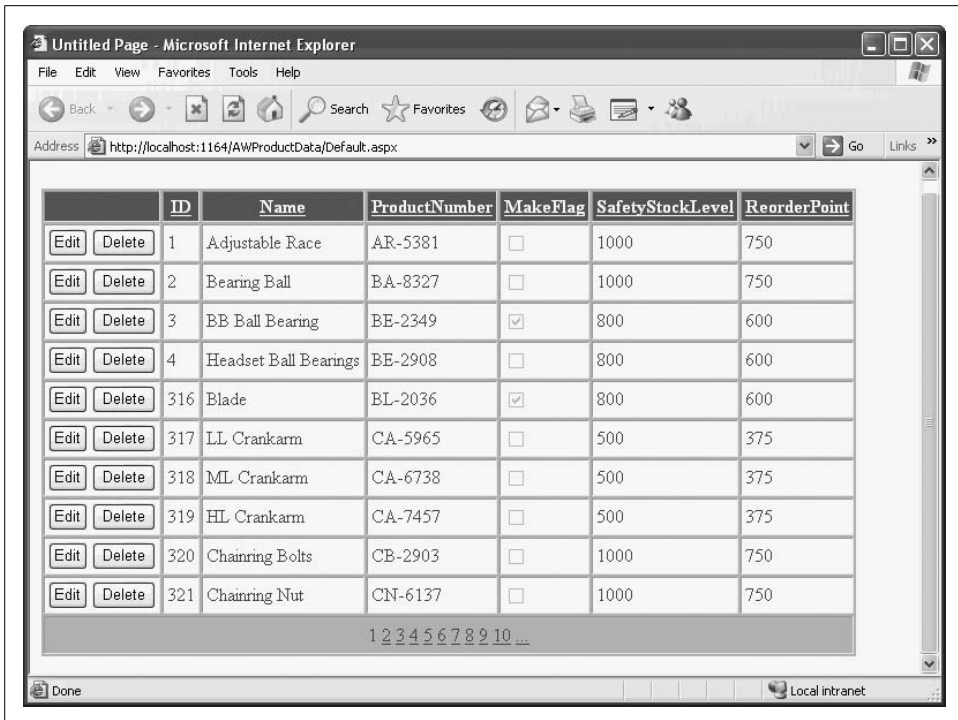 Untitled Page - Microsoft Internet Explorer
File Edit View Favorites Tools Help
Back Search Favorites
Address http://localhost:1164/AWProductData/Default.aspx Go Links »
ID Name ProductNumber MakeFlag SafetyStockLevel ReorderPoint
Edit Delete 1 Adjustable Race AR-5381 1000 750
Edit Delete 2 Bearing Ball BA-8327 1000 750
Edit Delete 3 BB Ball Bearing BE-2349 800 600
Edit Delete 4 Headset Ball Bearings BE-2908 800 600
Edit Delete 316 Blade BL-2036 800 600
Edit Delete 317 LL Crankarm CA-5965 500 375
Edit Delete 318 ML Crankarm CA-6738 500 375
Edit Delete 319 HL Crankarm CA-7457 500 375
Edit Delete 320 Chainring Bolts CB-2903 1000 750
Edit Delete 321 Chainring Nut CN-6137 1000 750
1 2 3 4 5 6 7 8 9 10 ...
Done Local intranet